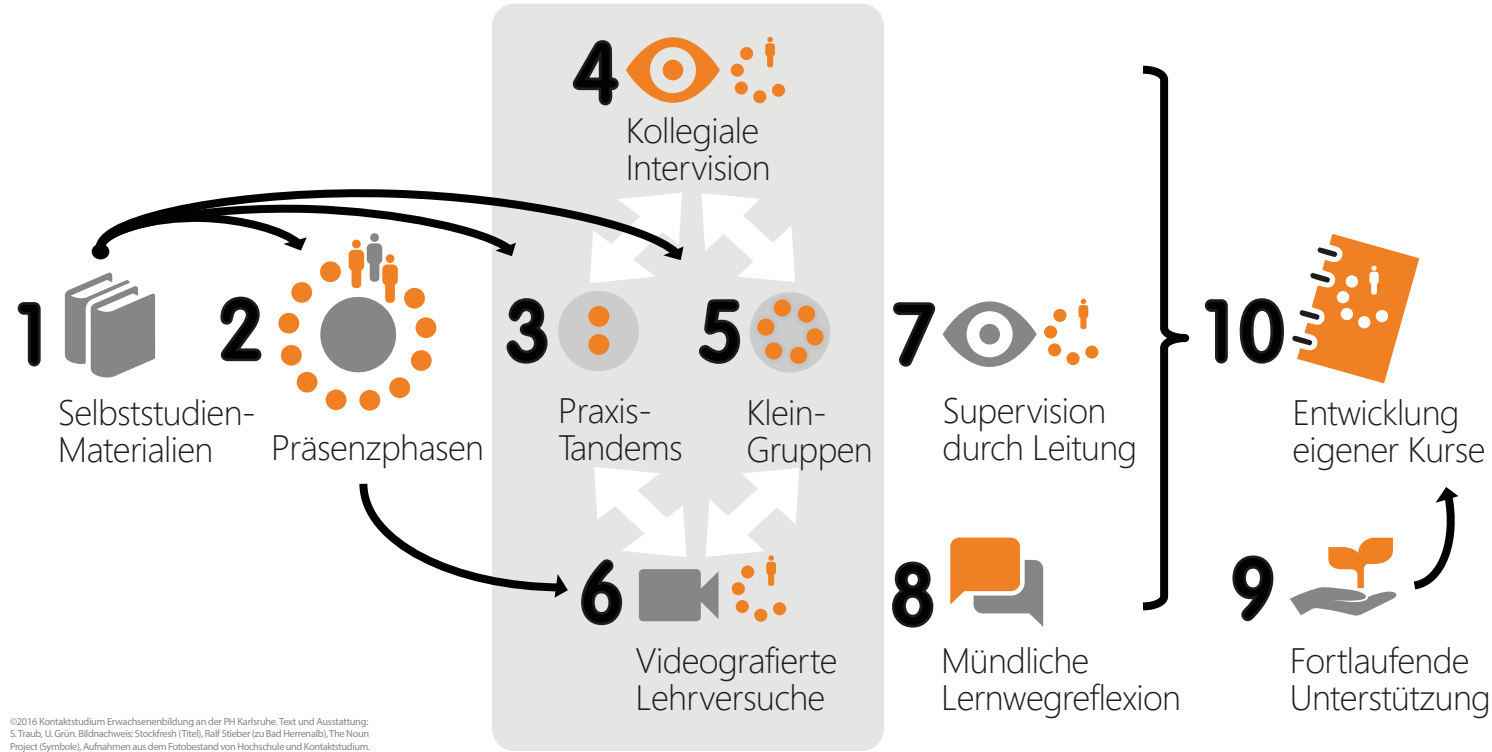 1
Selbststudien-
Materialien
2
Präsenzphasen
3
Praxis-
Tandems
4
Kollegiale
Intervision
5
Klein-
Gruppen
6
Videografierte
Lehrversuche
7
Supervision
durch Leitung
8
Mündliche
Lernwegreflexion
9
Fortlaufende
Unterstützung
10
Entwicklung
eigener Kurse
©2016 Kontaktstudium Erwachsenenbildung an der PH Karlsruhe. Text und Ausstattung:
S. Traub, U. Grün. Bildnachweis: Stockfresh (Titel), Ralf Stieber (zu Bad Herrenalb), The Noun
Project (Symbole), Aufnahmen aus dem Fotobestand von Hochschule und Kontaktstudium.